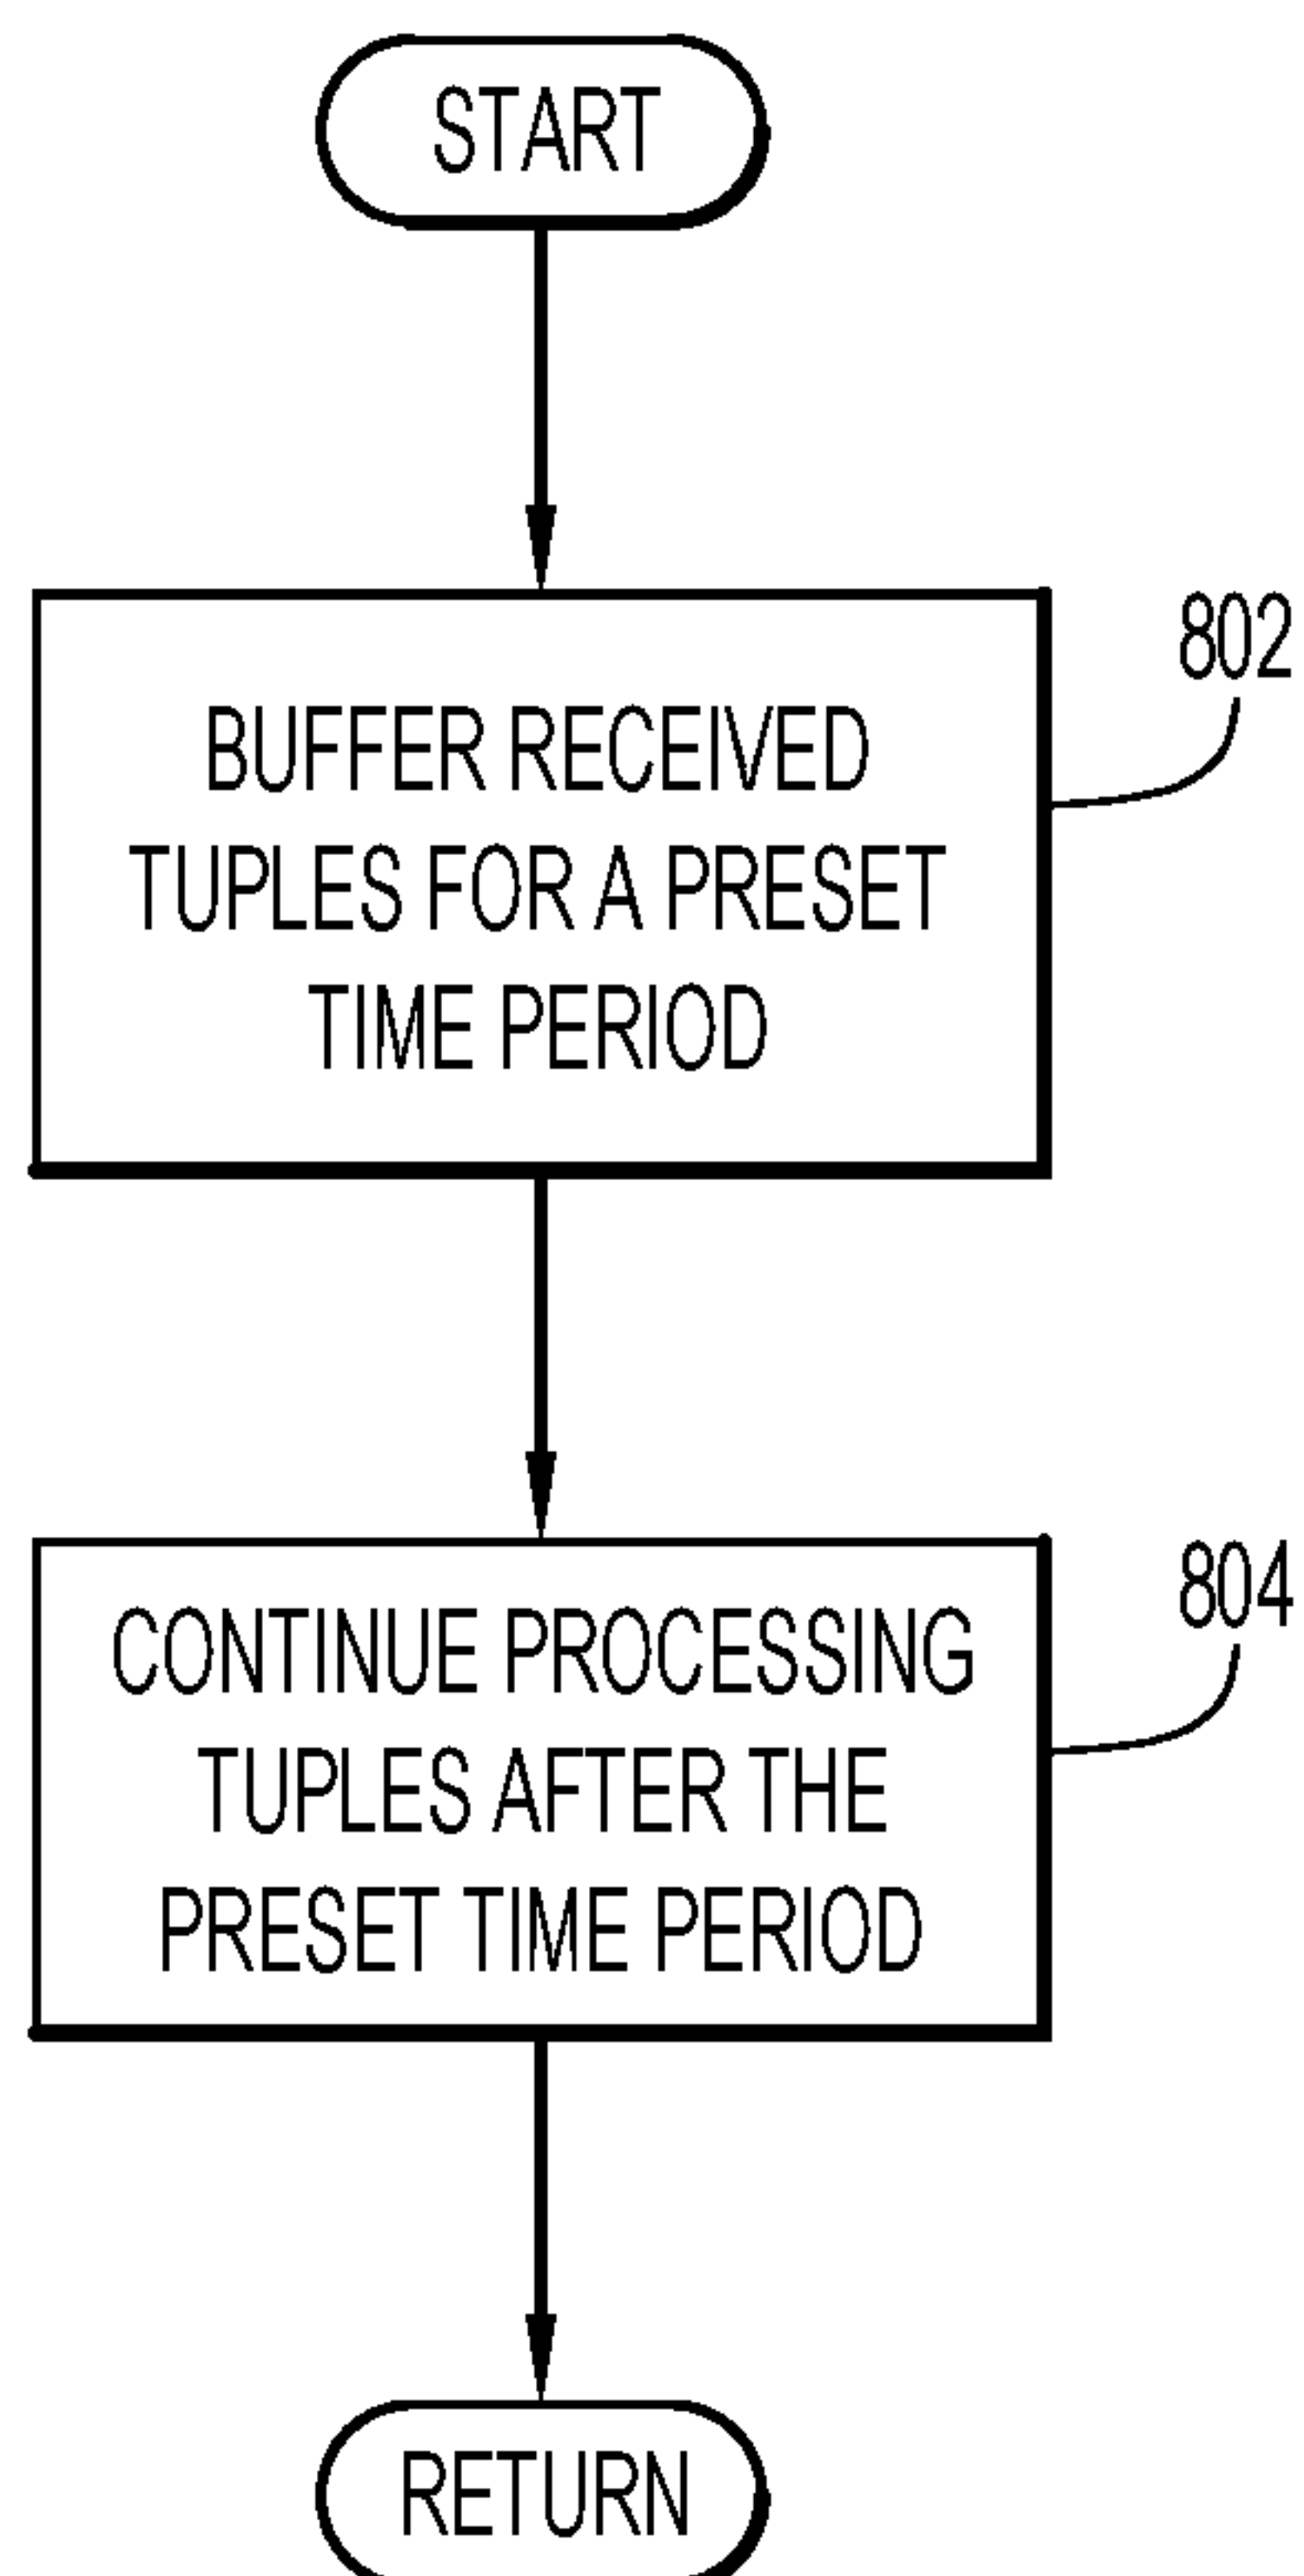 START
802
BUFFER RECEIVED
TUPLES FOR A PRESET
TIME PERIOD
804
CONTINUE PROCESSING
TUPLES AFTER THE
PRESET TIME PERIOD
RETURN